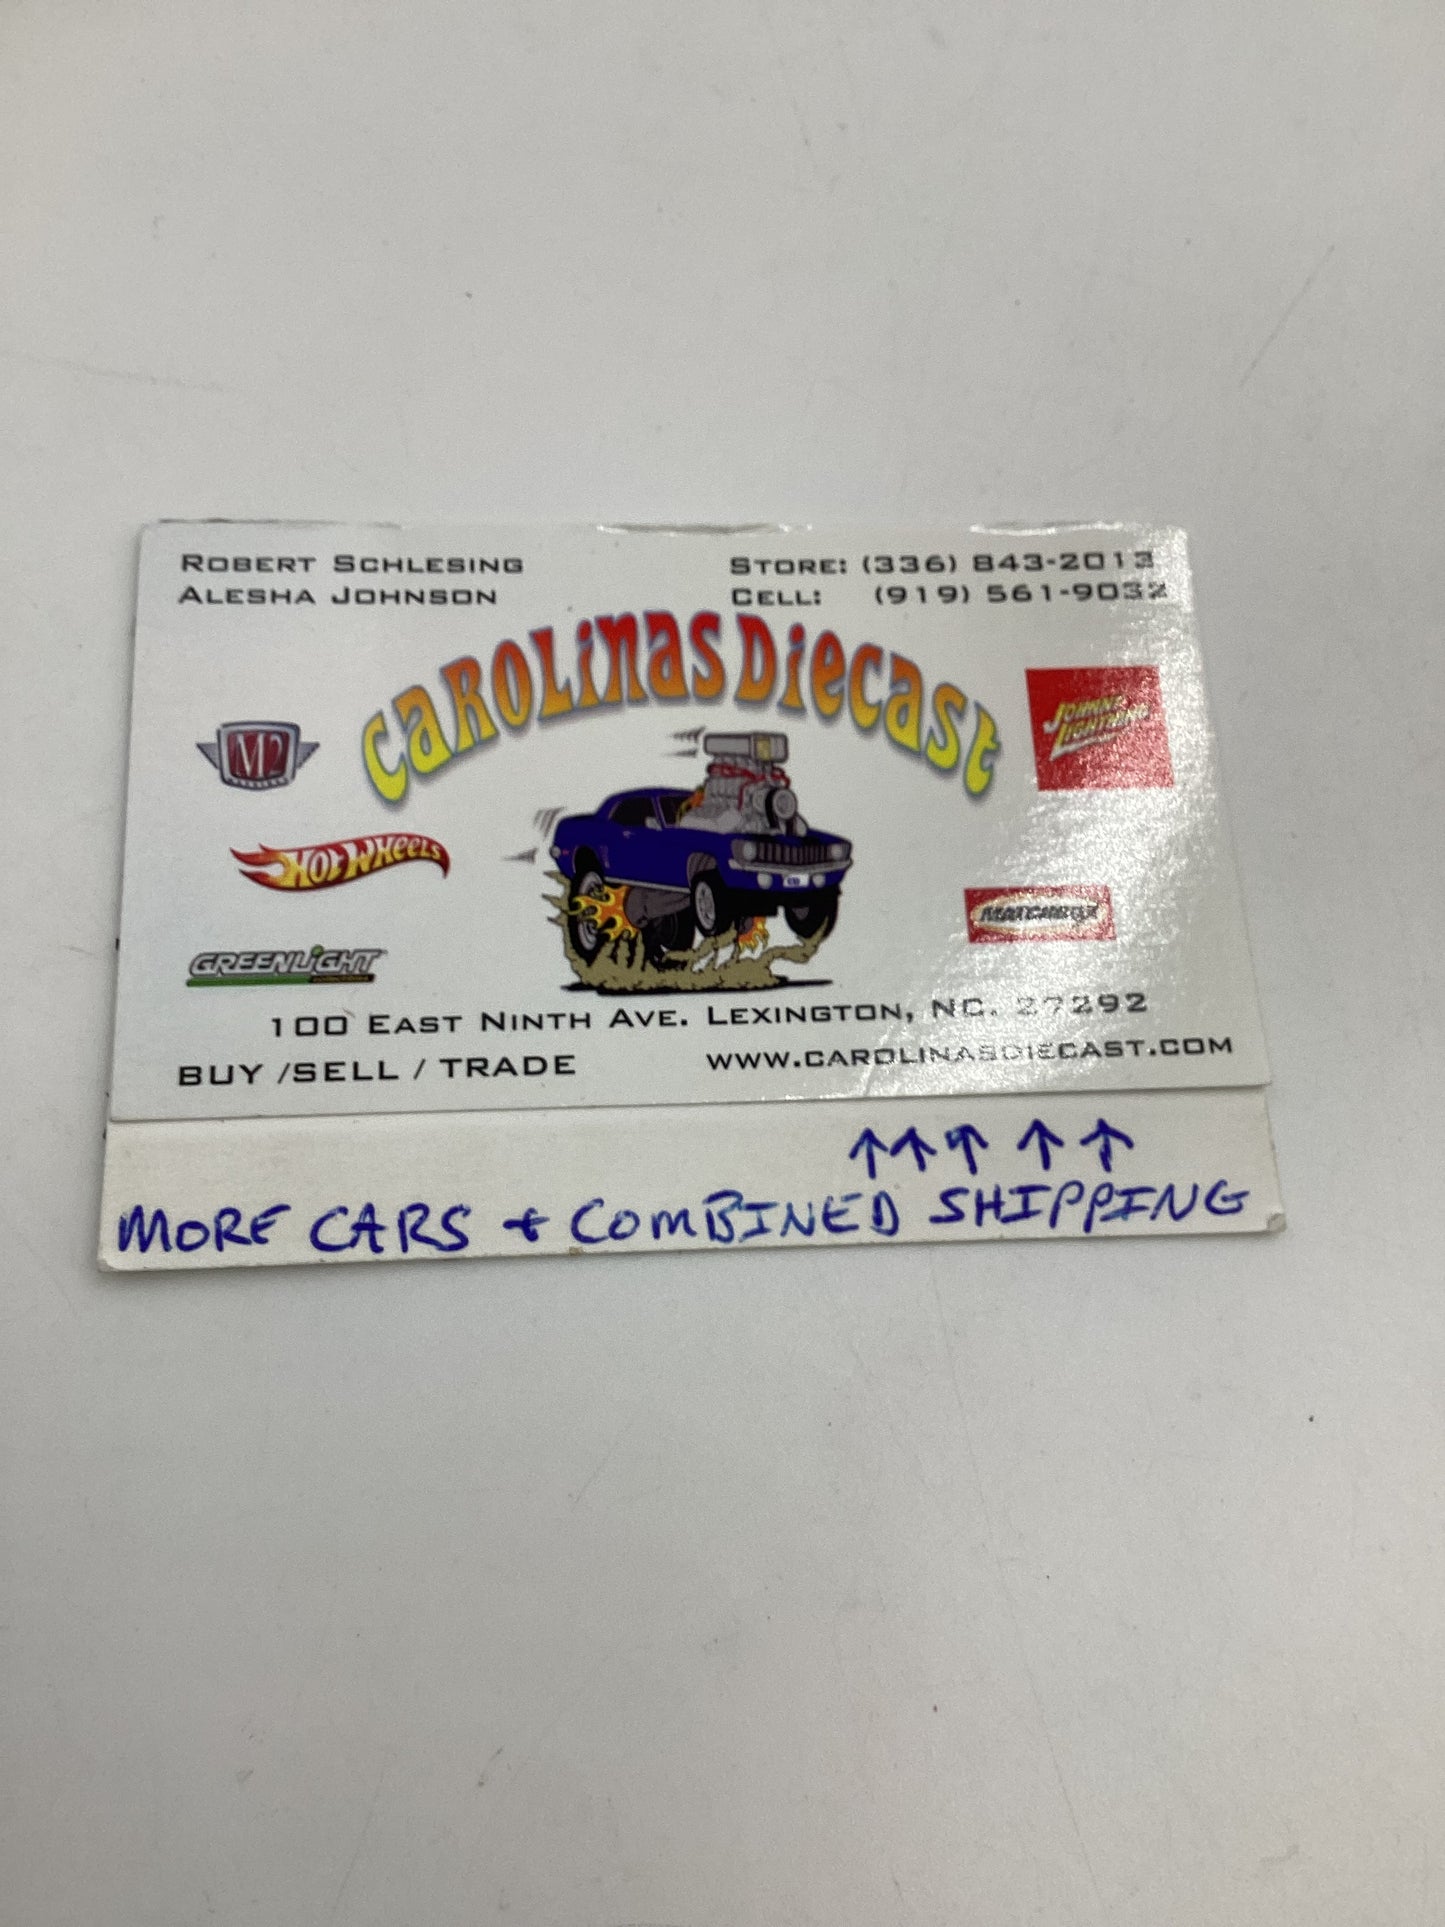 ROBERT SCHLESING
ALESHA JOHNSON
STORE: (336) 843-2013
CELL: (919) 561-9032
CAROLINAS DIECAST
M2
JOHNNY LIGHTNING
HOT WHEELS
MATCHBOX
GREENLIGHT
100 EAST NINTH AVE. LEXINGTON, NC. 27292
BUY /SELL / TRADE
WWW.CAROLINASDIECAST.COM
↑↑↑↑↑
MORE CARS & COMBINED SHIPPING